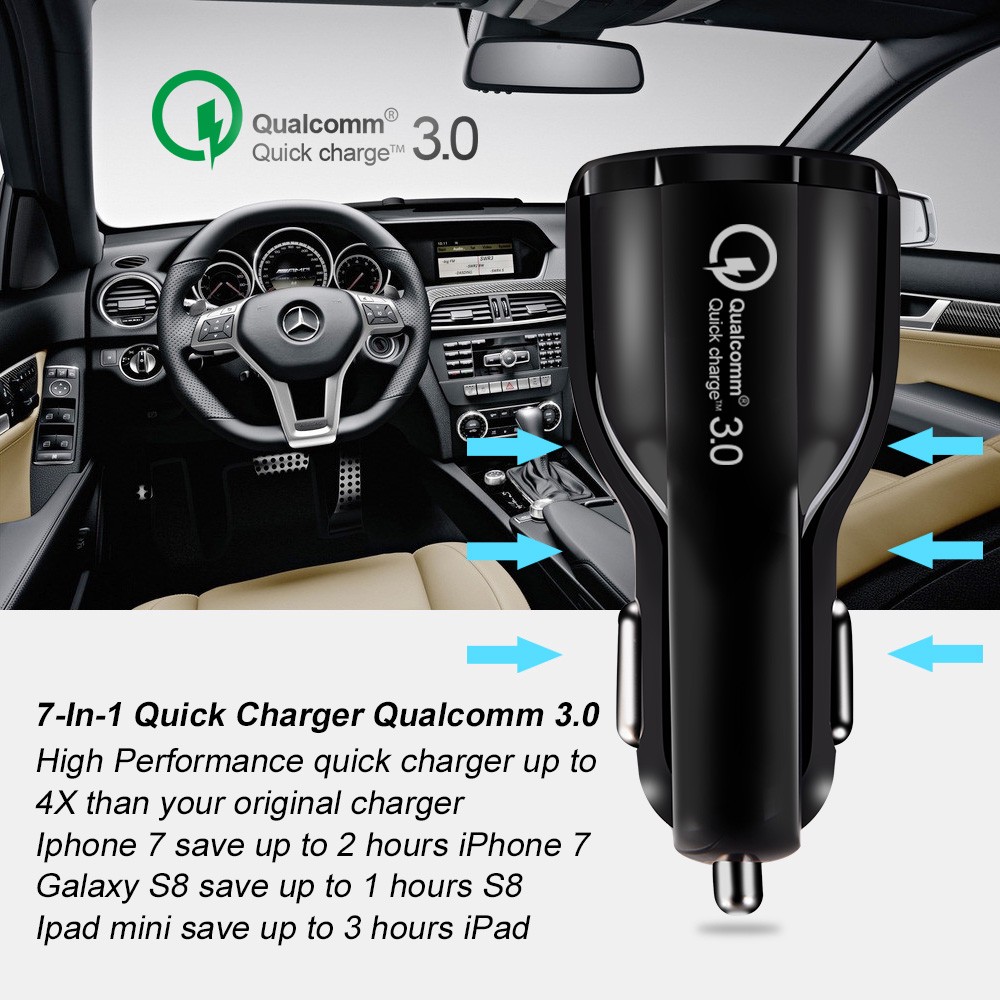 Qualcomm®
Quick charge™ 3.0
Qualcomm®
Quick charge™ 3.0
7-In-1 Quick Charger Qualcomm 3.0
High Performance quick charger up to
4X than your original charger
Iphone 7 save up to 2 hours iPhone 7
Galaxy S8 save up to 1 hours S8
Ipad mini save up to 3 hours iPad